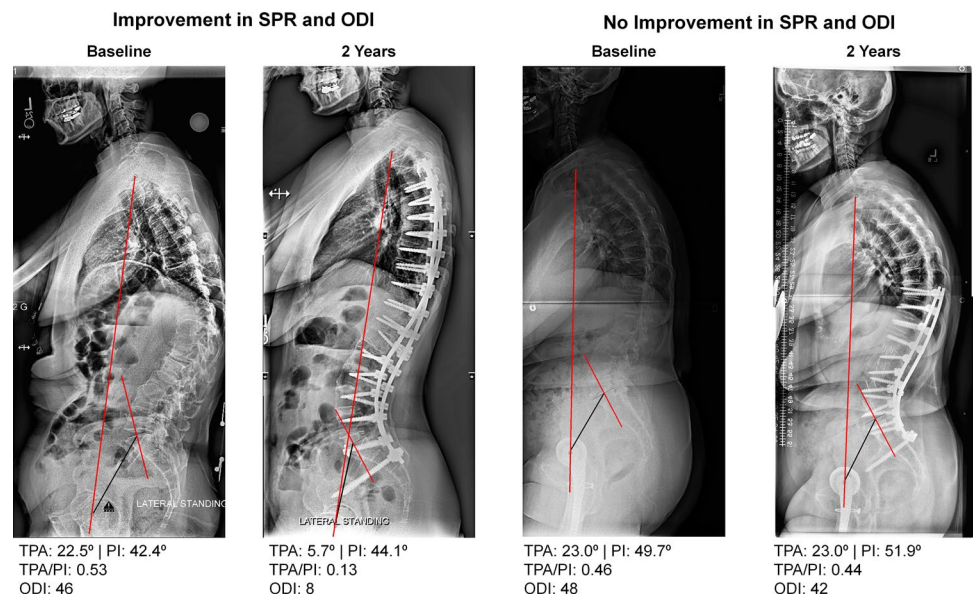 Improvement in SPR and ODI
No Improvement in SPR and ODI
Baseline
2 Years
Baseline
2 Years
LATERAL STANDING
LATERAL STANDING
TPA: 22.5º | PI: 42.4º
TPA/PI: 0.53
ODI: 46
TPA: 5.7º | PI: 44.1º
TPA/PI: 0.13
ODI: 8
TPA: 23.0º | PI: 49.7º
TPA/PI: 0.46
ODI: 48
TPA: 23.0º | PI: 51.9º
TPA/PI: 0.44
ODI: 42